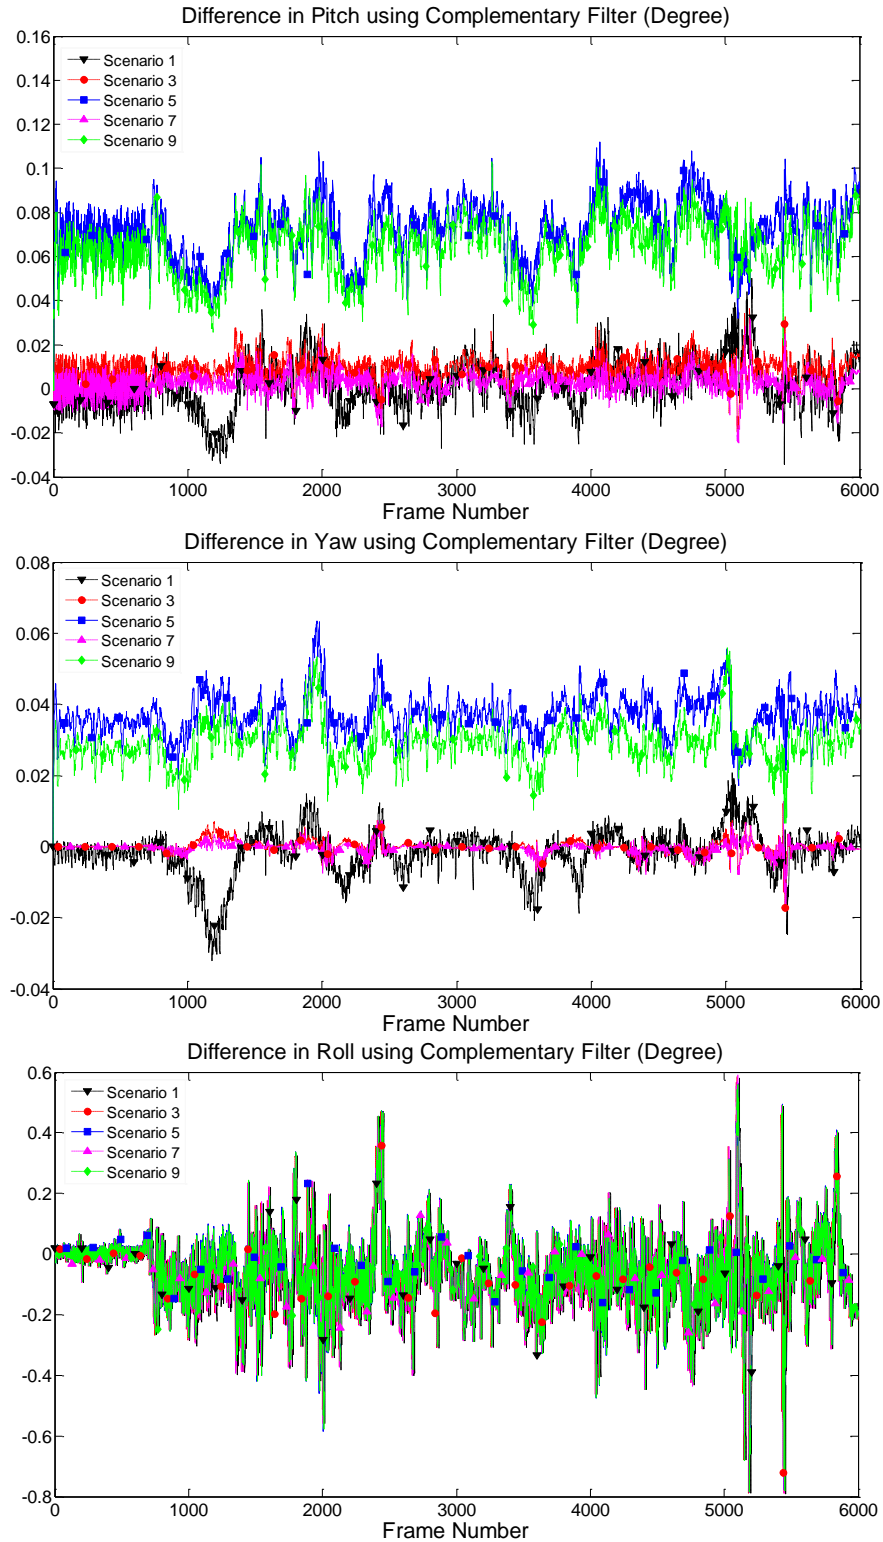 Difference in Pitch using Complementary Filter (Degree)
0.16
0.14
0.12
0.1
0.08
0.06
0.04
0.02
0
-0.02
-0.04
Scenario 1
Scenario 3
Scenario 5
Scenario 7
Scenario 9
0 1000 2000 3000 4000 5000 6000
Frame Number
Difference in Yaw using Complementary Filter (Degree)
0.08
0.06
0.04
0.02
0
-0.02
-0.04
Scenario 1
Scenario 3
Scenario 5
Scenario 7
Scenario 9
0 1000 2000 3000 4000 5000 6000
Frame Number
Difference in Roll using Complementary Filter (Degree)
0.6
0.4
0.2
0
-0.2
-0.4
-0.6
-0.8
Scenario 1
Scenario 3
Scenario 5
Scenario 7
Scenario 9
0 1000 2000 3000 4000 5000 6000
Frame Number